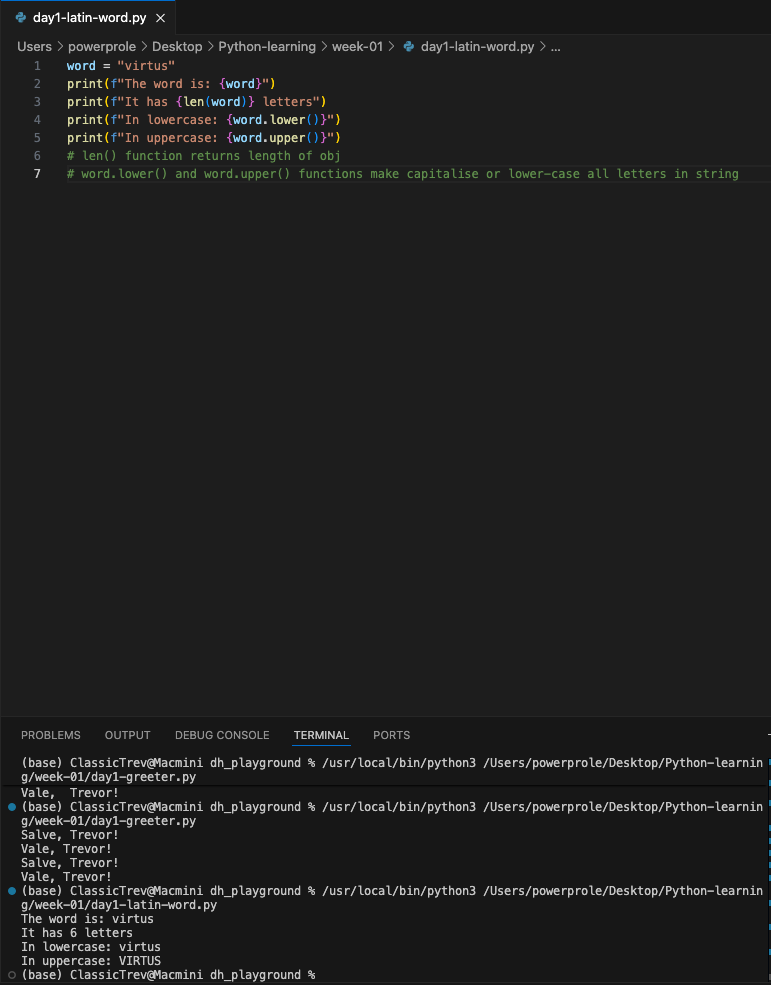 day1-latin-word.py ×
Users > powerprole > Desktop > Python-learning > week-01 > day1-latin-word.py > ...
1 word = "virtus"
2 print(f"The word is: {word}")
3 print(f"It has {len(word)} letters")
4 print(f"In lowercase: {word.lower()}")
5 print(f"In uppercase: {word.upper()}")
6 # len() function returns length of obj
7 # word.lower() and word.upper() functions make capitalise or lower-case all letters in string
PROBLEMS OUTPUT DEBUG CONSOLE TERMINAL PORTS
(base) ClassicTrev@Macmini dh_playground % /usr/local/bin/python3 /Users/powerprole/Desktop/Python-learnin
g/week-01/day1-greeter.py
Vale,  Trevor!
(base) ClassicTrev@Macmini dh_playground % /usr/local/bin/python3 /Users/powerprole/Desktop/Python-learnin
g/week-01/day1-greeter.py
Salve, Trevor!
Vale, Trevor!
Salve, Trevor!
Vale, Trevor!
(base) ClassicTrev@Macmini dh_playground % /usr/local/bin/python3 /Users/powerprole/Desktop/Python-learnin
g/week-01/day1-latin-word.py
The word is: virtus
It has 6 letters
In lowercase: virtus
In uppercase: VIRTUS
(base) ClassicTrev@Macmini dh_playground %